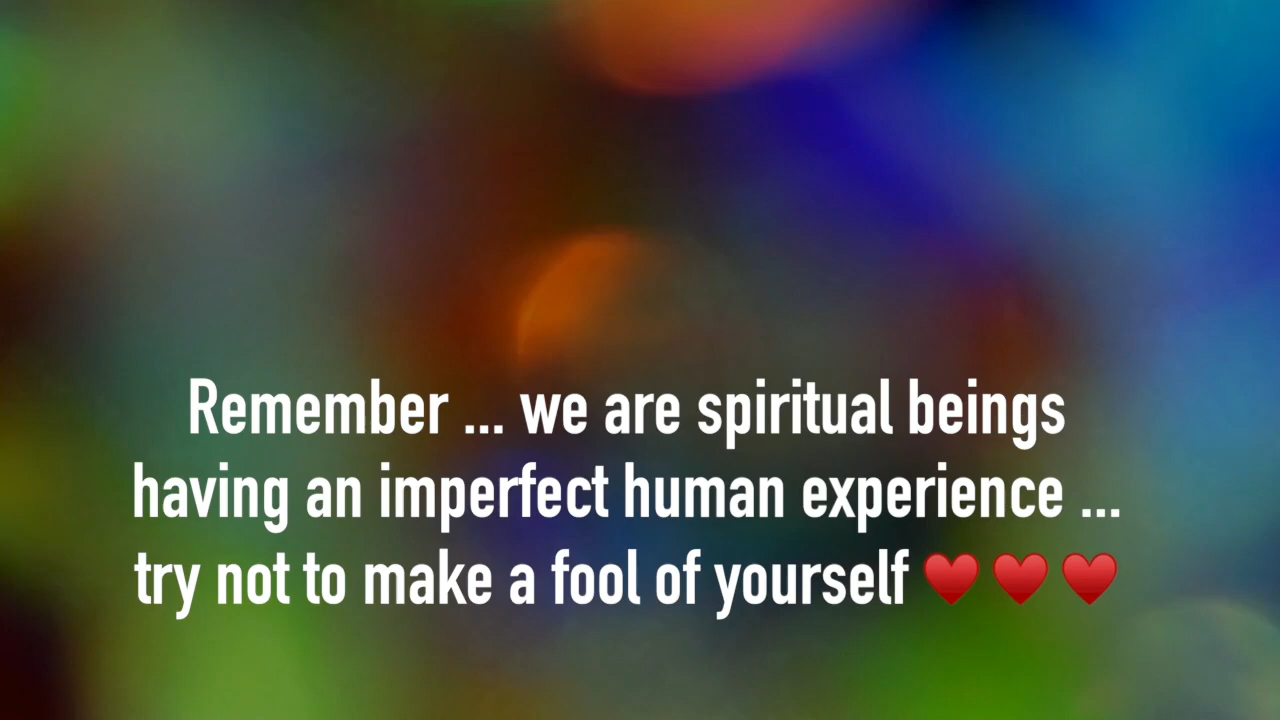 Remember ... we are spiritual beings
having an imperfect human experience ...
try not to make a fool of yourself ♥️♥️♥️